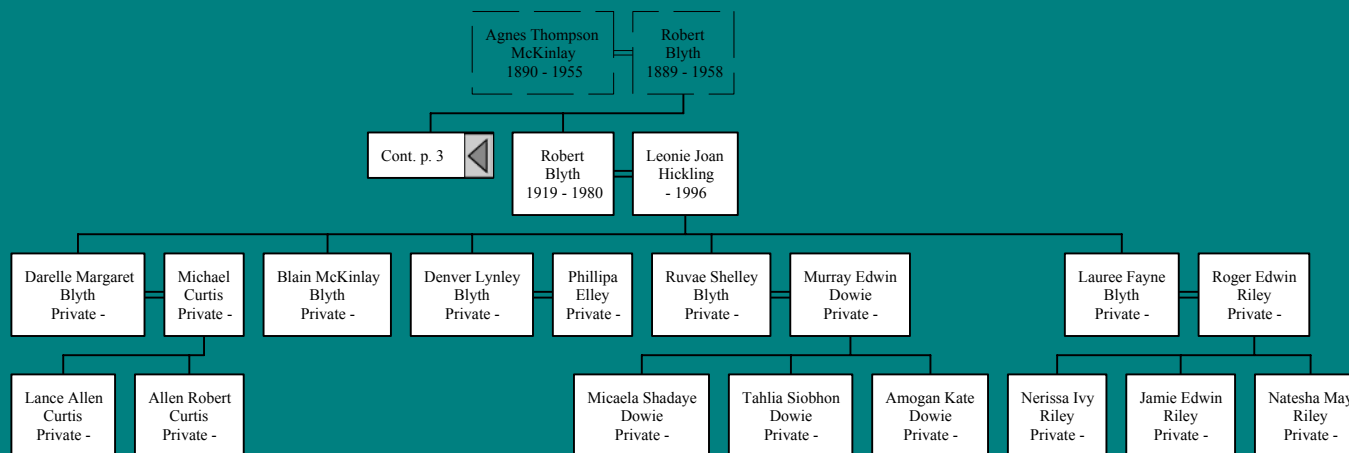 Agnes Thompson
McKinlay
1890 - 1955
Robert
Blyth
1889 - 1958
Cont. p. 3
Robert
Blyth
1919 - 1980
Leonie Joan
Hickling
- 1996
Darelle Margaret
Blyth
Private -
Michael
Curtis
Private -
Blain McKinlay
Blyth
Private -
Denver Lynley
Blyth
Private -
Phillipa
Elley
Private -
Ruvae Shelley
Blyth
Private -
Murray Edwin
Dowie
Private -
Lauree Fayne
Blyth
Private -
Roger Edwin
Riley
Private -
Lance Allen
Curtis
Private -
Allen Robert
Curtis
Private -
Micaela Shadaye
Dowie
Private -
Tahlia Siobhon
Dowie
Private -
Amogan Kate
Dowie
Private -
Nerissa Ivy
Riley
Private -
Jamie Edwin
Riley
Private -
Natesha May
Riley
Private -